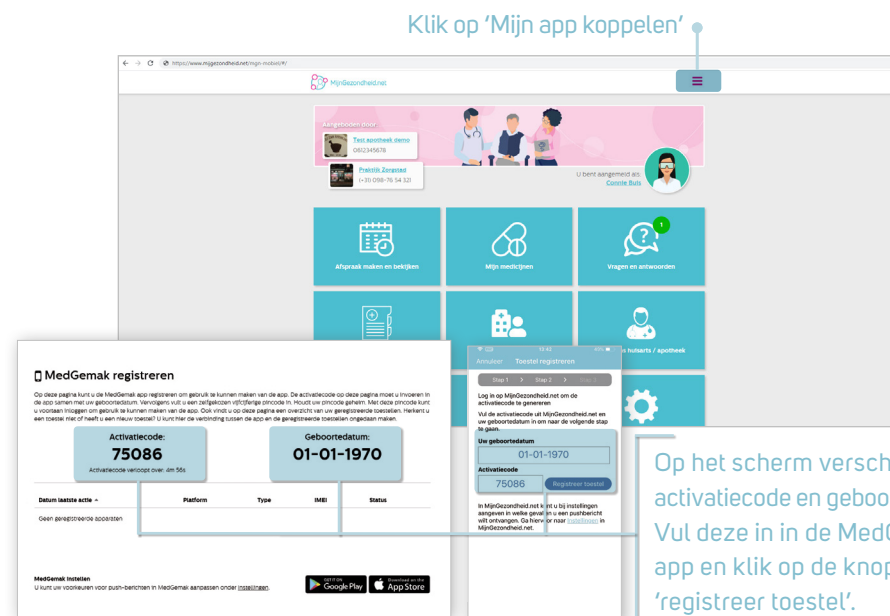 Klik op ‘Mijn app koppelen’
https://www.mijngezondheid.net/mgn-mobiel/#/
MijnGezondheid.net
Aangeboden door
Test apotheek demo
0612345678
Praktijk Zorgstad
(+31) 098-76 54 321
U bent aangemeld als:
Connie Buis
1
Afspraak maken en bekijken
Mijn medicijnen
Vragen en antwoorden
huisarts / apotheek
MedGemak registreren
Op deze pagina kunt u de MedGemak app registreren om gebruik te kunnen maken van de app. De activatiecode op deze pagina moet u invoeren in
de app samen met uw geboortedatum. Vervolgens vult u een zelfgekozen vijfcijferige pincode in. Houdt uw pincode geheim. Met deze pincode kunt
u voortaan inloggen om gebruik te kunnen maken van de app. Ook vindt u op deze pagina een overzicht van uw geregistreerde toestellen. Herkent u
een toestel niet of heeft u een nieuw toestel? U kunt hier de verbinding tussen de app en de geregistreerde toestellen ongedaan maken.
Activatiecode:
75086
Activatiecode verloopt over: 4m 56s
Geboortedatum:
01-01-1970
Datum laatste actie Platform Type IMEI Status
Geen geregistreerde apparaten
MedGemak instellen
U kunt uw voorkeuren voor push-berichten in MedGemak aanpassen onder instellingen.
GET IT ON
Google Play
Download on the
App Store
13:43
49%
Annuleer Toestel registreren
Stap 1 > Stap 2 > Stap 3
Log in op MijnGezondheid.net om de
activatiecode te genereren
Vul de activatiecode uit MijnGezondheid.net en
uw geboortedatum in om naar de volgende stap
te gaan.
Uw geboortedatum
01-01-1970
Activatiecode
75086 Registreer toestel
In MijnGezondheid.net kunt u bij instellingen
aangeven in welke gevallen u een pushbericht
wilt ontvangen. Ga hiervoor naar Instellingen in
MijnGezondheid.net.
Op het scherm versch
activatiecode en geboor
Vul deze in in de MedG
app en klik op de knop
‘registreer toestel’.